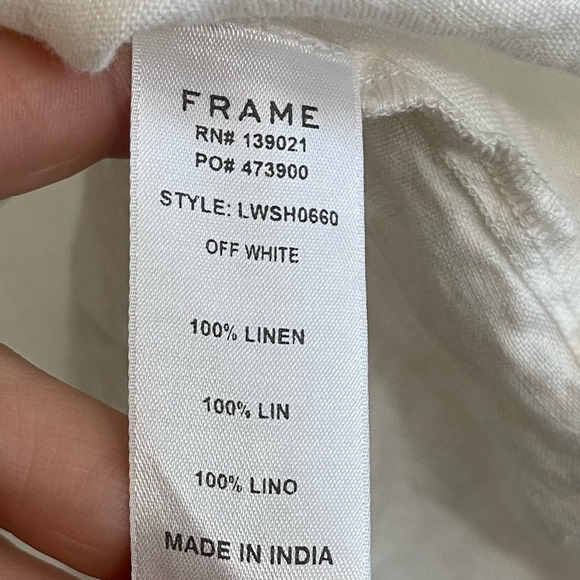 FRAME
RN# 139021
PO# 473900
STYLE: LWSH0660
OFF WHITE
100% LINEN
100% LIN
100% LINO
MADE IN INDIA